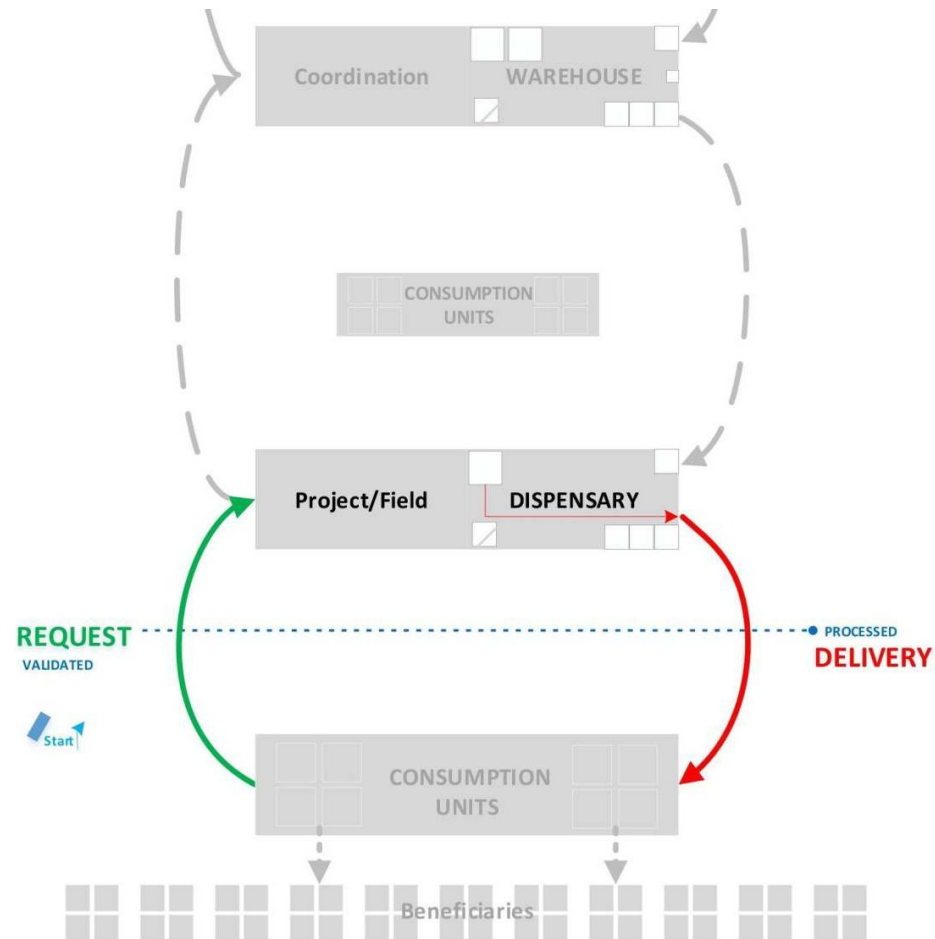 Coordination
WAREHOUSE
CONSUMPTION
UNITS
Project/Field
DISPENSARY
REQUEST
VALIDATED
PROCESSED
DELIVERY
Start
CONSUMPTION
UNITS
Beneficiaries